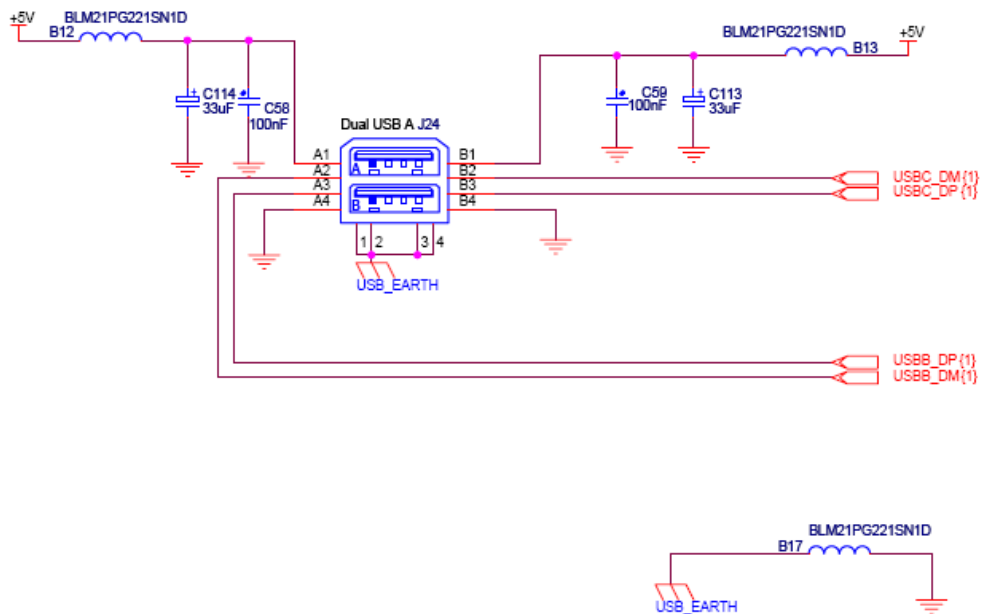 +5V
B12
BLM21PG221SN1D
BLM21PG221SN1D
B13
+5V
C114
33uF
C58
100nF
C59
100nF
C113
33uF
Dual USB A J24
A1
A2
A3
A4
A
B
B1
B2
B3
B4
1
2
3
4
USB_EARTH
USBC_DM{1}
USBC_DP{1}
USBB_DP{1}
USBB_DM{1}
BLM21PG221SN1D
B17
USB_EARTH